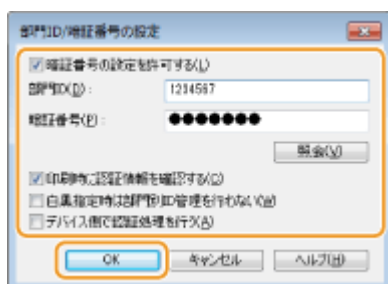 部門ID/暗証番号の設定
暗証番号の設定を許可する(L)
部門ID(D):
1234567
暗証番号(P):
●●●●●●●
照会(V)
印刷時に認証情報を確認する(C)
白黒指定時は部門別ID管理を行わない(W)
デバイス側で認証処理を行う(A)
OK
キャンセル
ヘルプ(H)